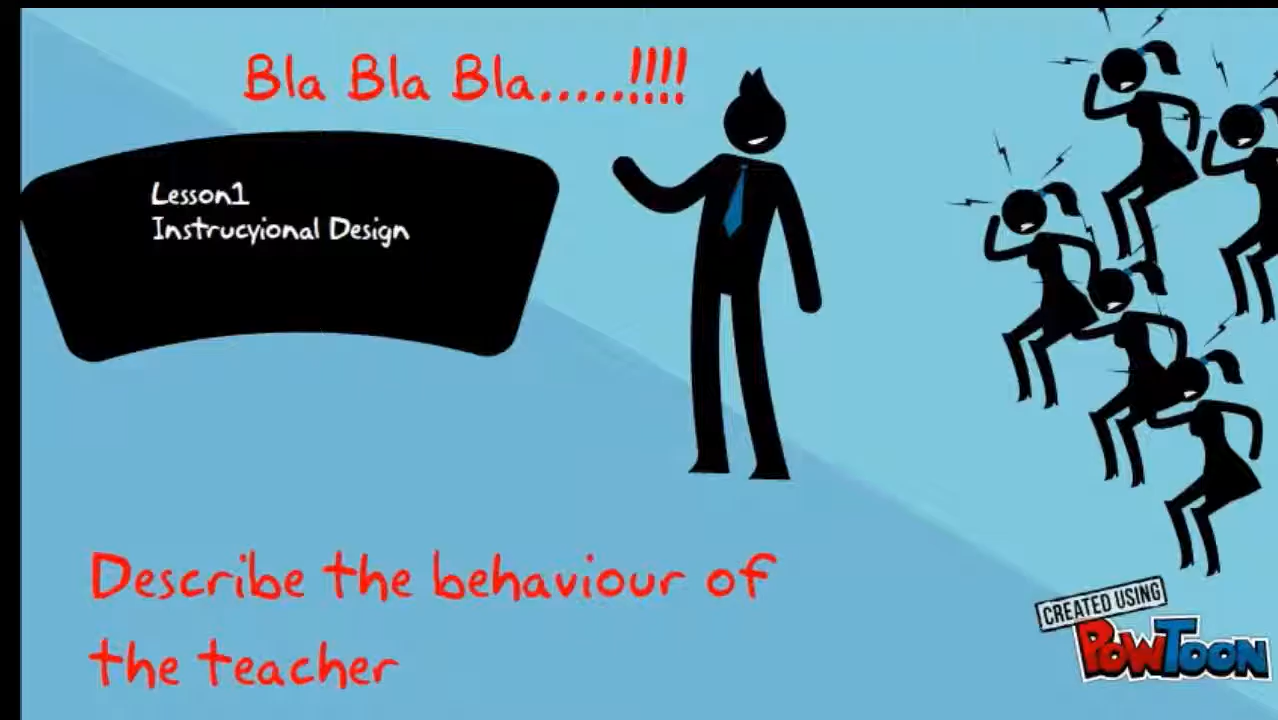 Bla Bla Bla.....!!!!
Lesson1
Instrucyional Design
Describe the behaviour of
the teacher
CREATED USING
POWTOON